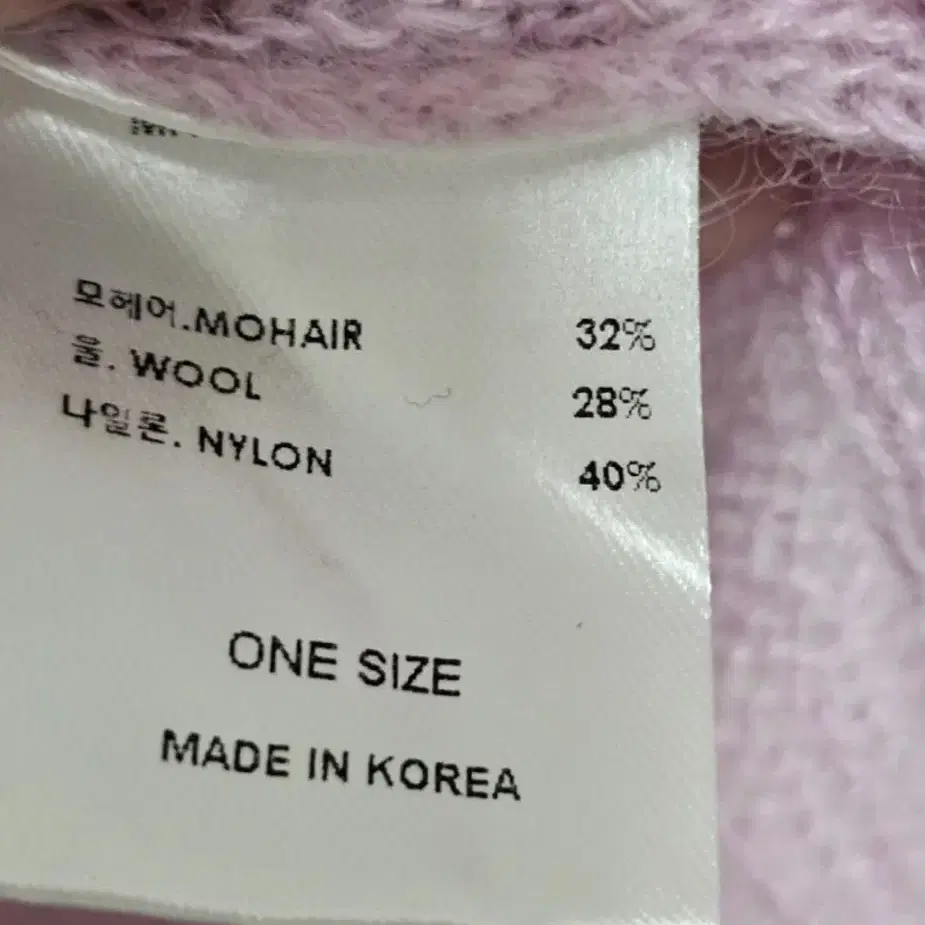 모헤어.MOHAIR 32%
울. WOOL 28%
나일론. NYLON 40%
ONE SIZE
MADE IN KOREA